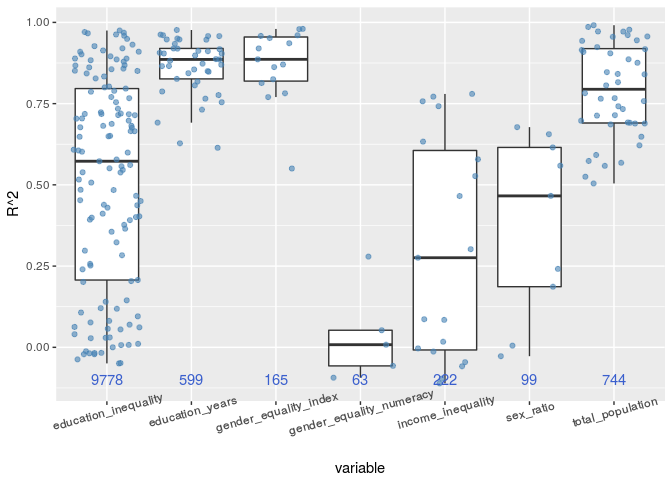 1.00
0.75
0.50
0.25
0.00
R^2
9778 599 165 63 222 99 744
education_inequality education_years gender_equality_index gender_equality_numeracy income_inequality sex_ratio total_population
variable